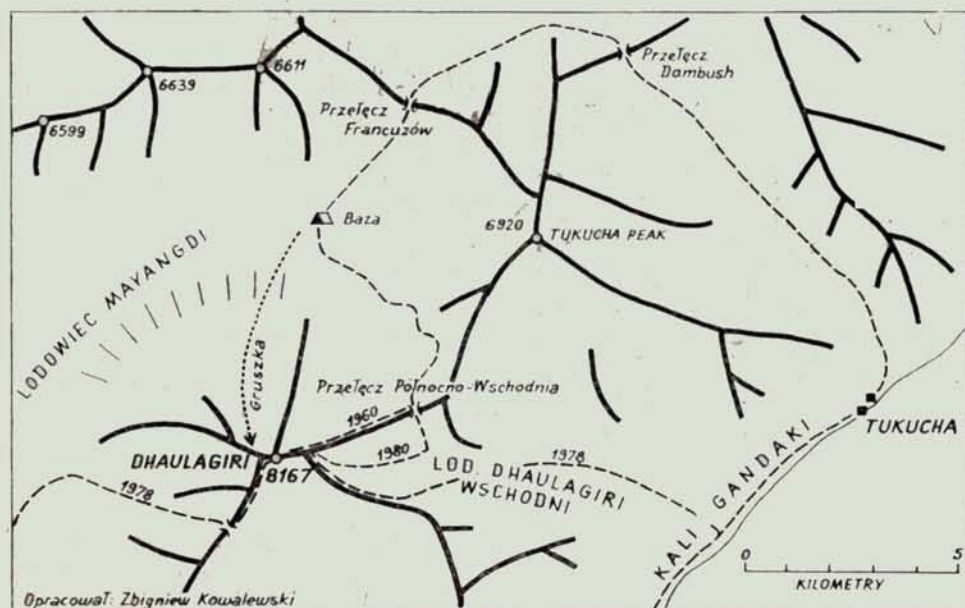 6639
6611
6599
Przełęcz
Dambush
Przełęcz
Francuzów
Baza
6920
TUKUCHA PEAK
LODOWIEC MAYANGDI
Gruszka
Przełęcz Północno-Wschodnia
1960
1980
TUKUCHA
DHAULAGIRI
8167
1978
LOD. DHAULAGIRI
WSCHODNI
1978
KALI GANDAKI
0 5
KILOMETRY
Opracował: Zbigniew Kowalewski